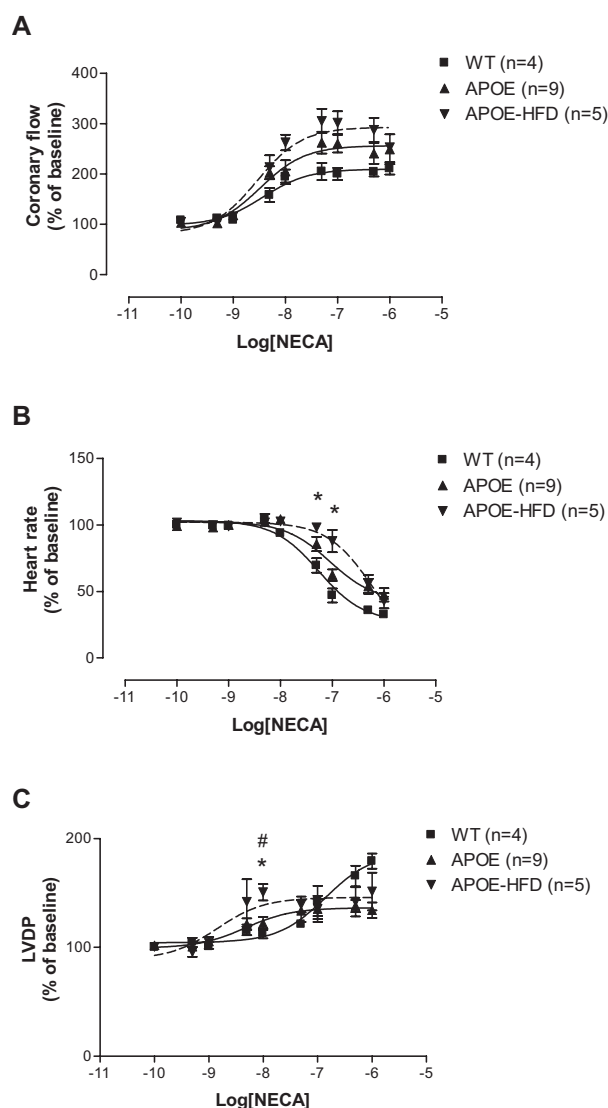 A
WT (n=4)
APOE (n=9)
APOE-HFD (n=5)
Coronary flow
(% of baseline)
400
300
200
100
0
-11 -10 -9 -8 -7 -6 -5
Log[NECA]
B
WT (n=4)
APOE (n=9)
APOE-HFD (n=5)
Heart rate
(% of baseline)
150
100
50
0
* *
-11 -10 -9 -8 -7 -6 -5
Log[NECA]
C
WT (n=4)
APOE (n=9)
APOE-HFD (n=5)
LVDP
(% of baseline)
200
100
0
#
*
-11 -10 -9 -8 -7 -6 -5
Log[NECA]